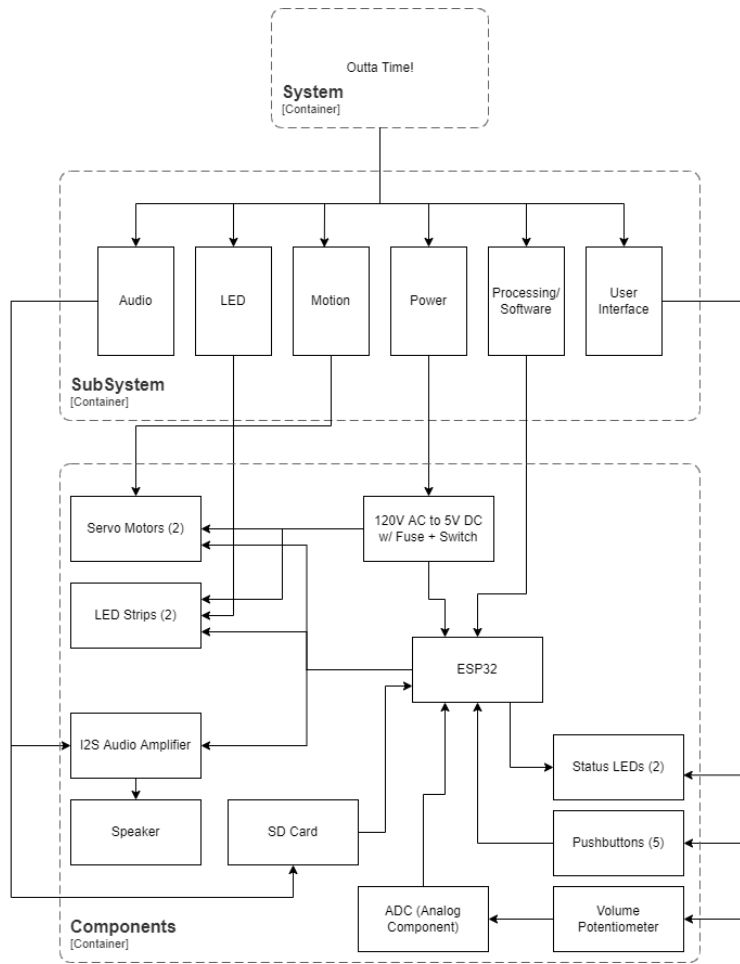 Outta Time!
System
[Container]
Audio
LED
Motion
Power
Processing/
Software
User
Interface
SubSystem
[Container]
Servo Motors (2)
120V AC to 5V DC
w/ Fuse + Switch
LED Strips (2)
ESP32
I2S Audio Amplifier
Status LEDs (2)
Speaker
SD Card
Pushbuttons (5)
ADC (Analog
Component)
Volume
Potentiometer
Components
[Container]